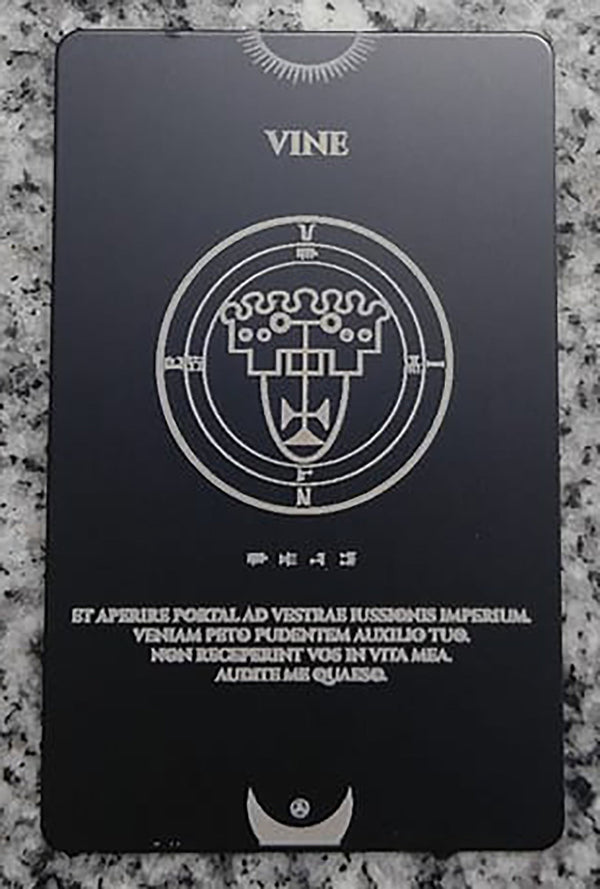 VINE
V
I
N
E
ET APERIRE PORTAL AD VESTRAE IUSSIONIS IMPERIUM.
VENIAM PETO PUDENTEM AUXILIO TUO.
NON RECEPERINT VOS IN VITA MEA.
AUDITE ME QUAESO.